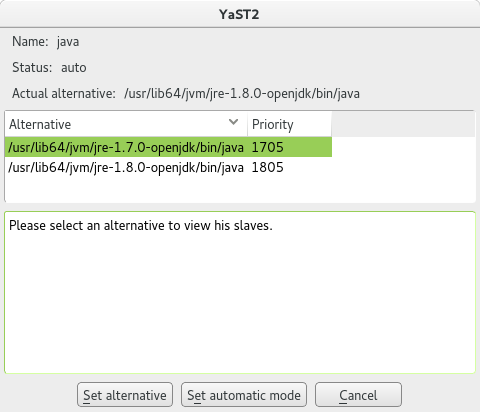 YaST2
Name: java
Status: auto
Actual alternative: /usr/lib64/jvm/jre-1.8.0-openjdk/bin/java
Alternative Priority
/usr/lib64/jvm/jre-1.7.0-openjdk/bin/java 1705
/usr/lib64/jvm/jre-1.8.0-openjdk/bin/java 1805
Please select an alternative to view his slaves.
Set alternative Set automatic mode Cancel